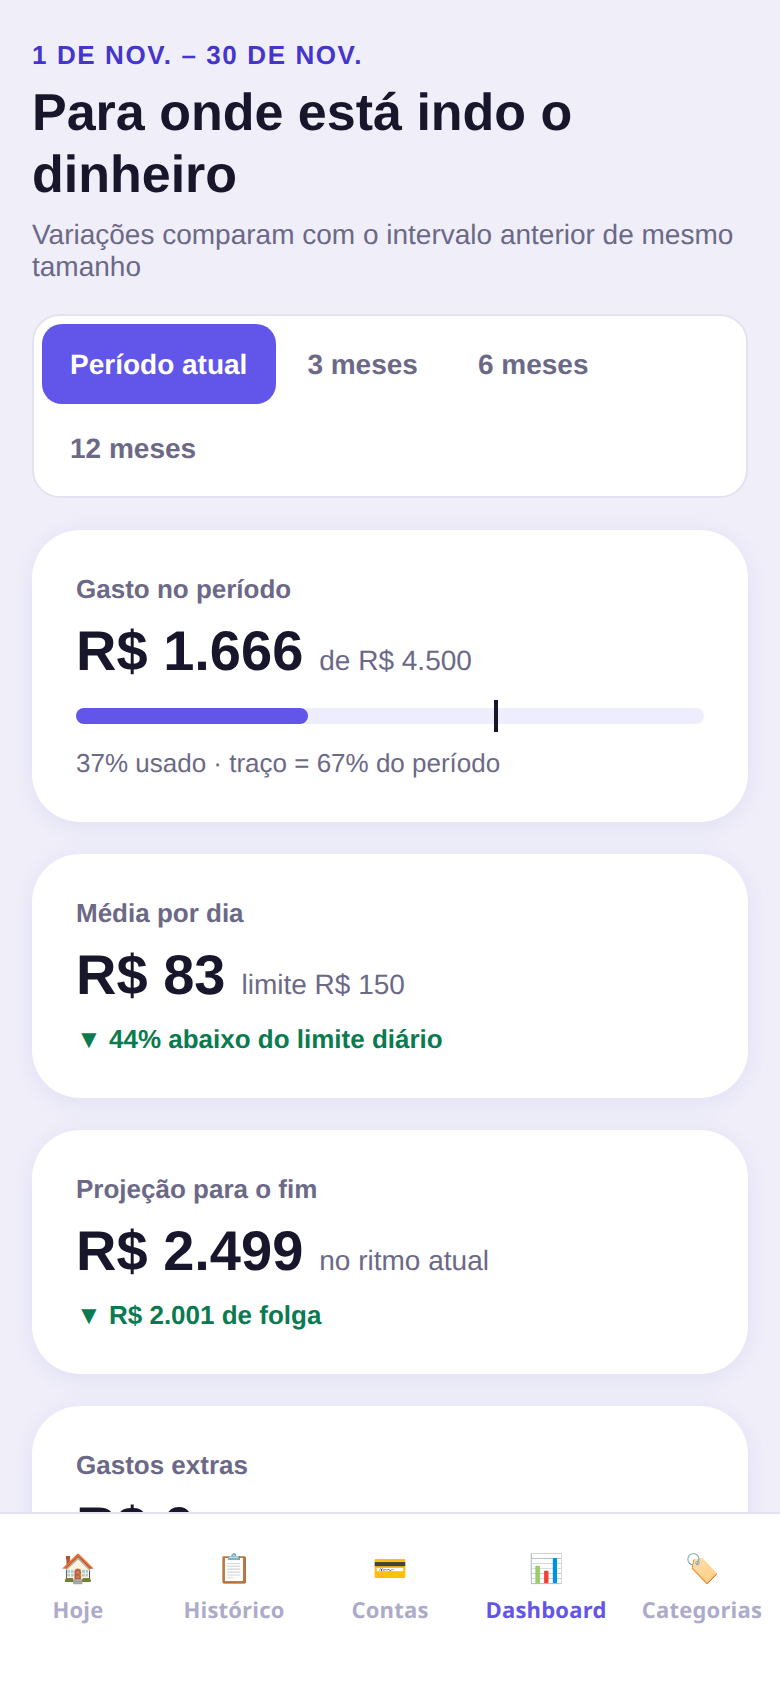 1 DE NOV. – 30 DE NOV.
Para onde está indo o
dinheiro
Variações comparam com o intervalo anterior de mesmo
tamanho
Período atual 3 meses 6 meses
12 meses
Gasto no período
R$ 1.666 de R$ 4.500
37% usado · traço = 67% do período
Média por dia
R$ 83 limite R$ 150
▼ 44% abaixo do limite diário
Projeção para o fim
R$ 2.499 no ritmo atual
▼ R$ 2.001 de folga
Gastos extras
Hoje Histórico Contas Dashboard Categorias